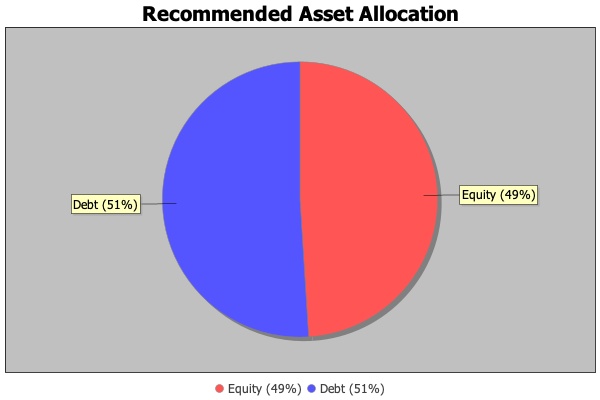 Recommended Asset Allocation
Debt (51%)
Equity (49%)
Equity (49%) Debt (51%)